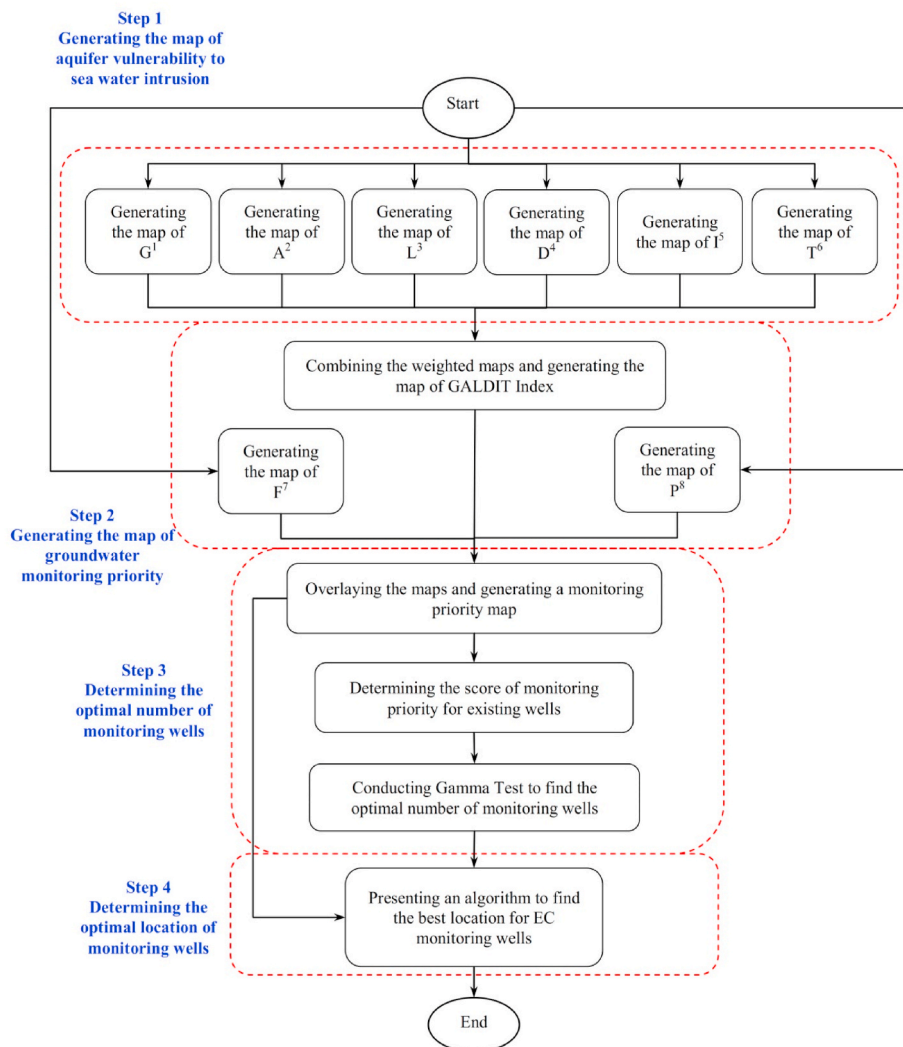 Step 1
Generating the map of
aquifer vulnerability to
sea water intrusion
Start
Generating
the map of
G¹
Generating
the map of
A²
Generating
the map of
L³
Generating
the map of
D⁴
Generating
the map of I⁵
Generating
the map of
T⁶
Combining the weighted maps and generating the
map of GALDIT Index
Generating
the map of
F⁷
Generating
the map of
P⁸
Step 2
Generating the map of
groundwater
monitoring priority
Overlaying the maps and generating a monitoring
priority map
Step 3
Determining the
optimal number of
monitoring wells
Determining the score of monitoring
priority for existing wells
Conducting Gamma Test to find the
optimal number of monitoring wells
Step 4
Determining the
optimal location of
monitoring wells
Presenting an algorithm to find
the best location for EC
monitoring wells
End